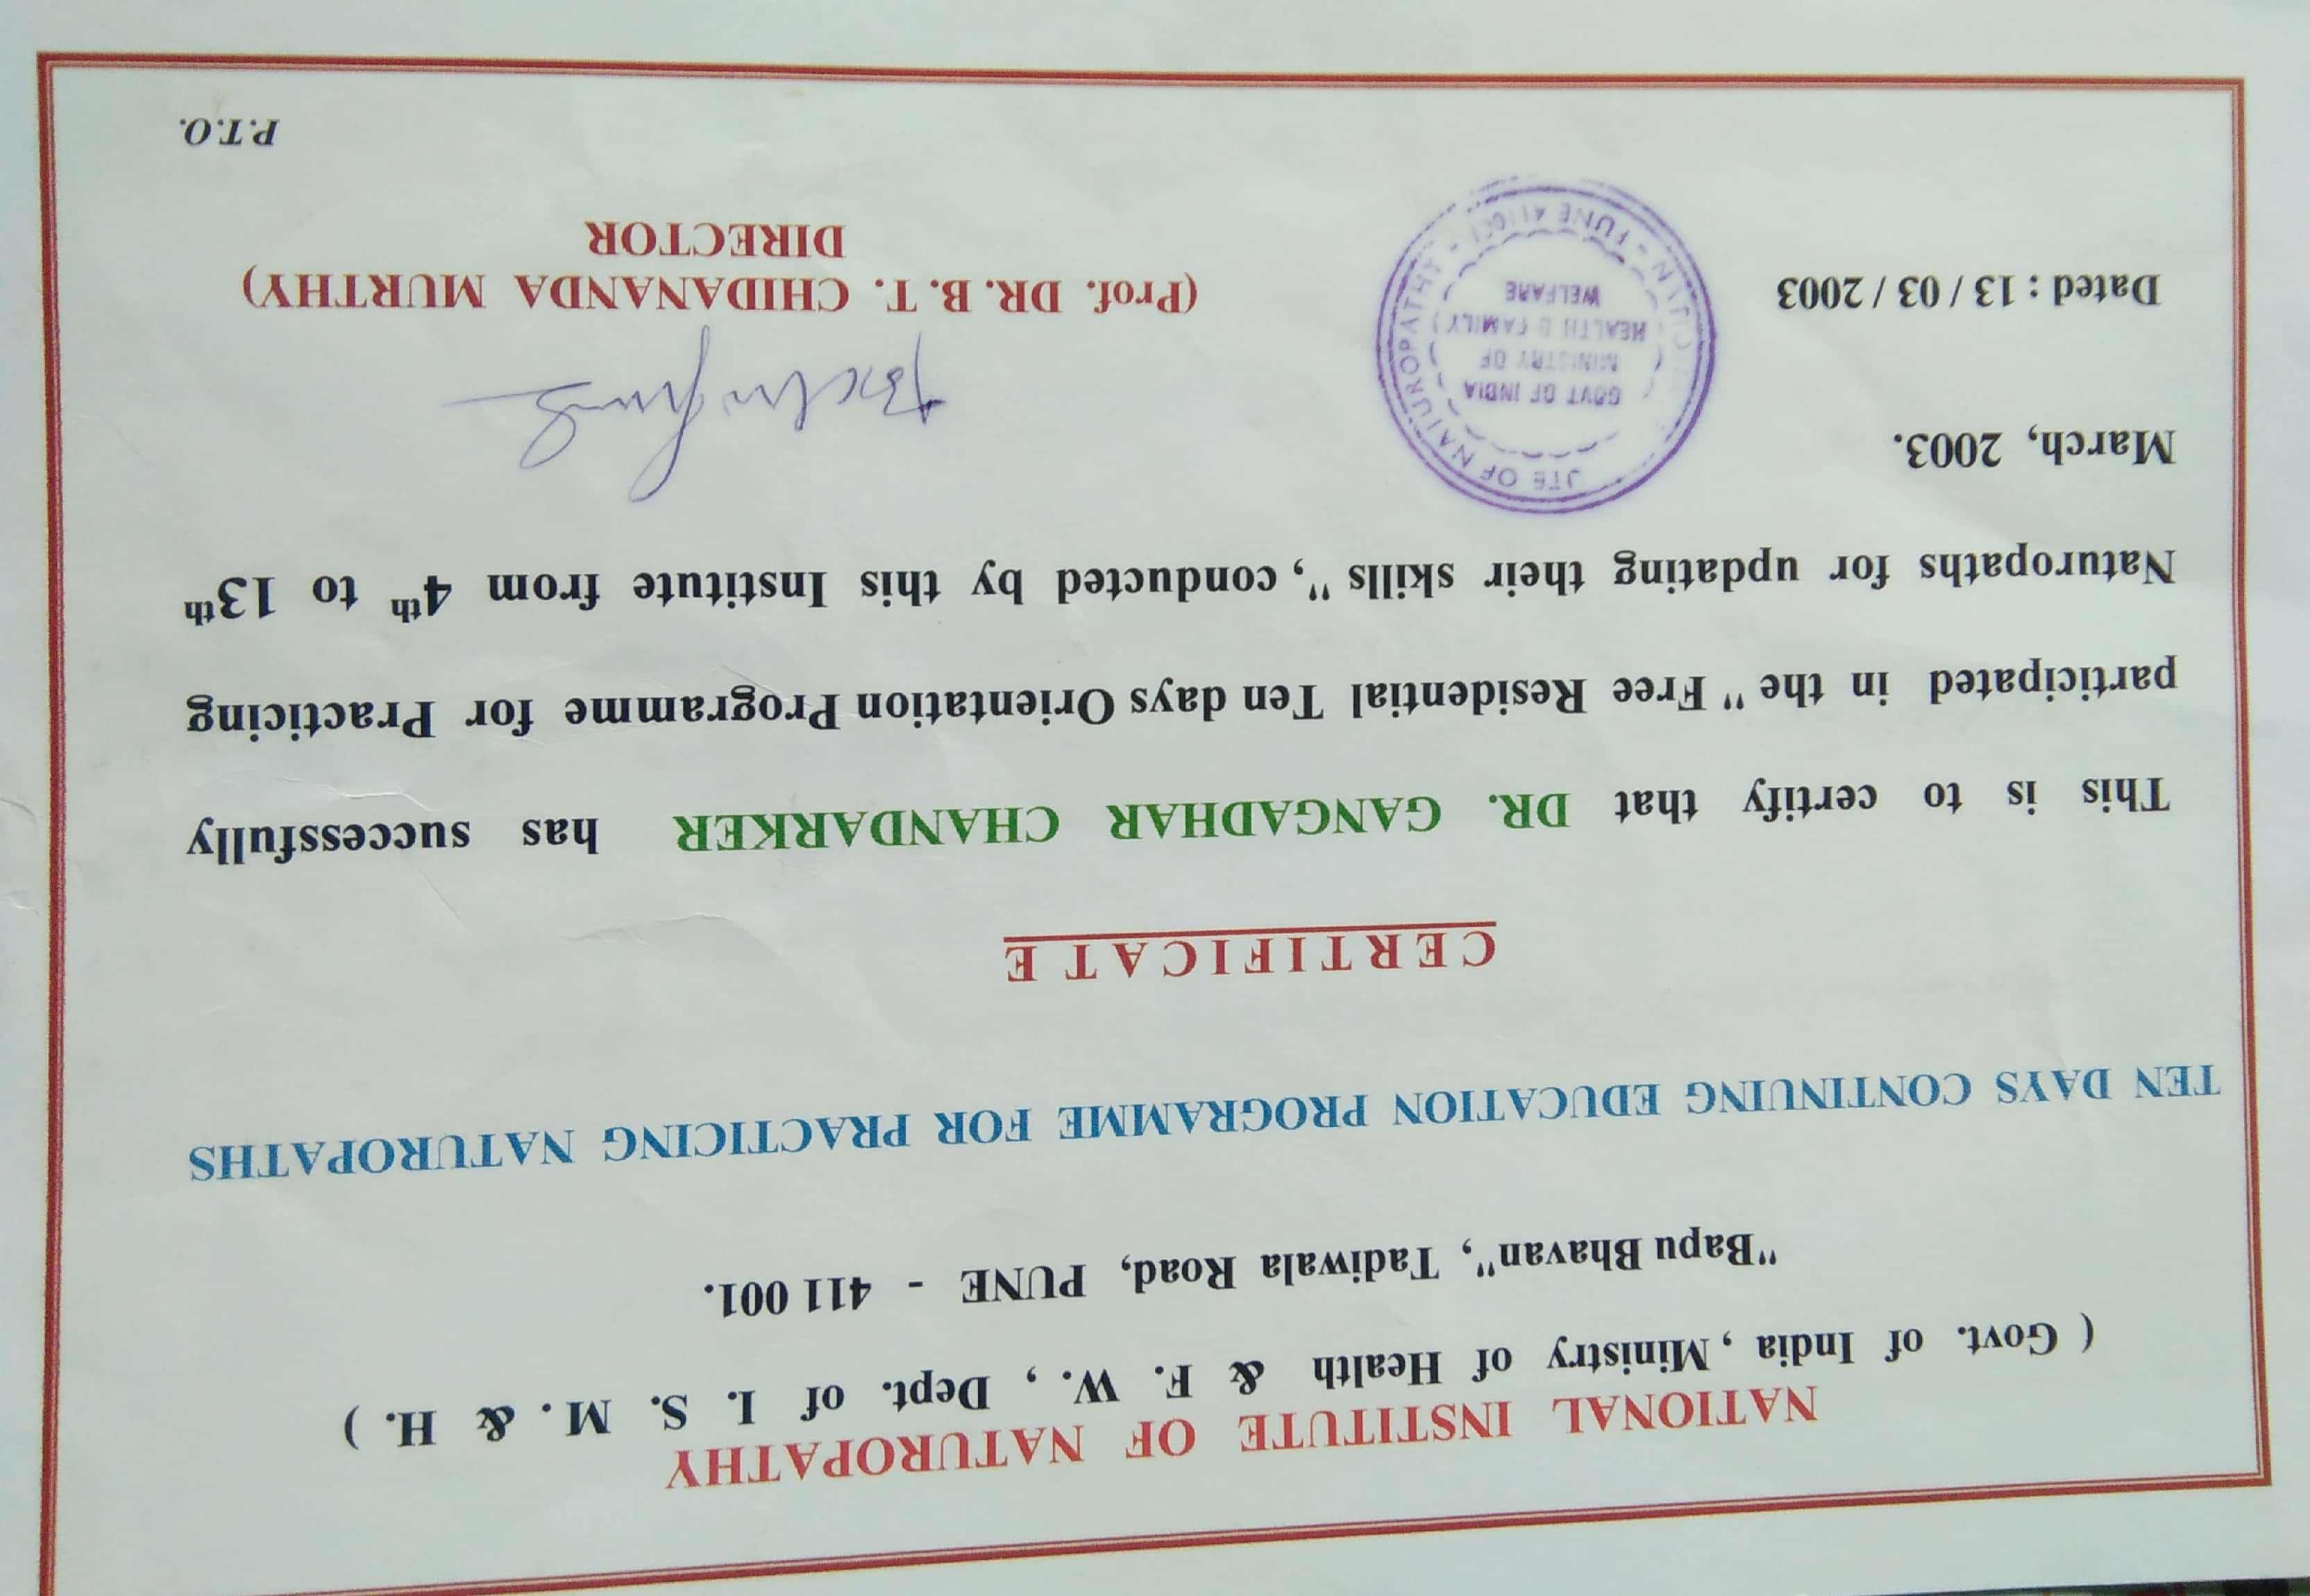 NATIONAL INSTITUTE OF NATUROPATHY
( Govt. of India , Ministry of Health & F. W. , Dept. of I. S. M. & H. )
"Bapu Bhavan", Tadiwala Road, PUNE - 411 001.
TEN DAYS CONTINUING EDUCATION PROGRAMME FOR PRACTICING NATUROPATHS
CERTIFICATE
This is to certify that DR. GANGADHAR CHANDARKER has successfully
participated in the " Free Residential Ten days Orientation Programme for Practicing
Naturopaths for updating their skills ", conducted by this Institute from 4th to 13th
March, 2003.
OF NATUROPATHY
GOVT OF INDIA
MINISTRY OF
HEALTH & FAMILY
WELFARE
Dated : 13 / 03 / 2003
(Prof. DR. B. T. CHIDANANDA MURTHY)
DIRECTOR
P.T.O.